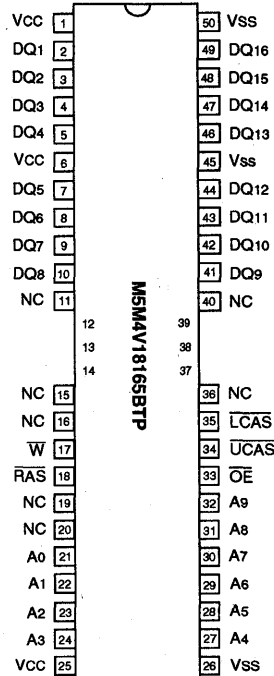 VCC 1 50 VSS
DQ1 2 49 DQ16
DQ2 3 48 DQ15
DQ3 4 47 DQ14
DQ4 5 46 DQ13
VCC 6 45 Vss
DQ5 7 44 DQ12
DQ6 8 43 DQ11
DQ7 9 42 DQ10
DQ8 10 41 DQ9
NC 11 40 NC
12 39
13 38
14 37
M5M4V18165BTP
NC 15 36 NC
NC 16 35 LCAS
W 17 34 UCAS
RAS 18 33 OE
NC 19 32 A9
NC 20 31 A8
A0 21 30 A7
A1 22 29 A6
A2 23 28 A5
A3 24 27 A4
VCC 25 26 VSS